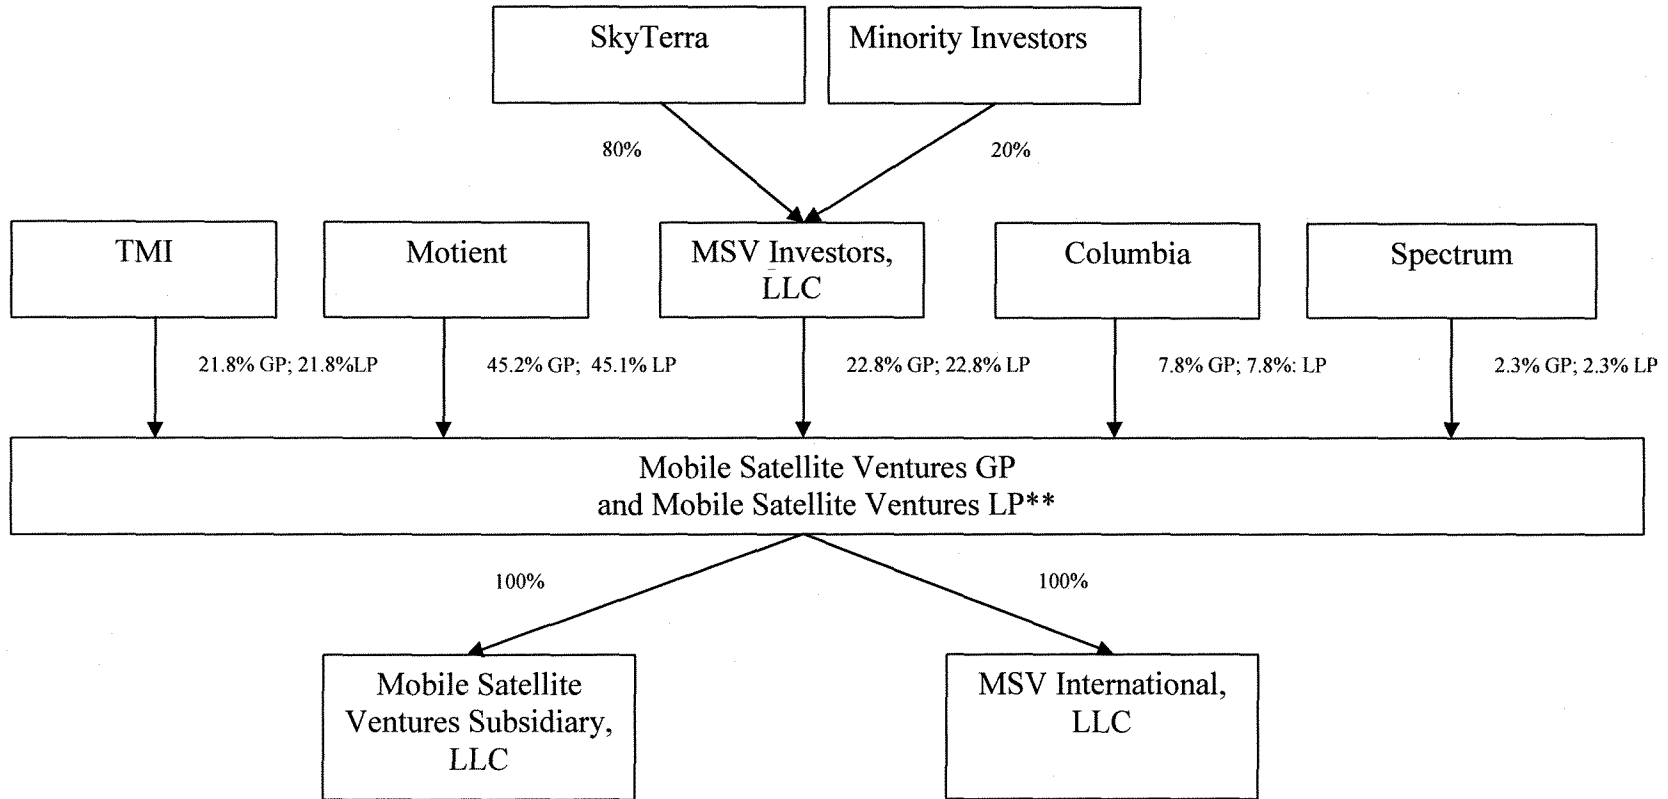 SkyTerra
Minority Investors
80%
20%
TMI
Motient
MSV Investors,
LLC
Columbia
Spectrum
21.8% GP; 21.8%LP
45.2% GP; 45.1% LP
22.8% GP; 22.8% LP
7.8% GP; 7.8%: LP
2.3% GP; 2.3% LP
Mobile Satellite Ventures GP
and Mobile Satellite Ventures LP**
100%
100%
Mobile Satellite
Ventures Subsidiary,
LLC
MSV International,
LLC